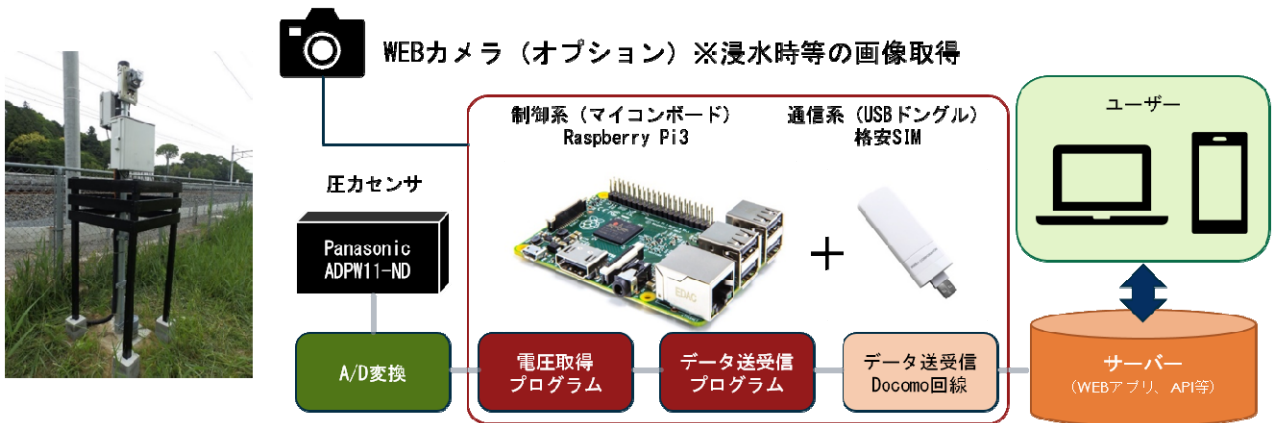 WEBカメラ（オプション）※浸水時等の画像取得
制御系（マイコンボード）
Raspberry Pi3
通信系（USBドングル）
格安SIM
ユーザー
圧力センサ
Panasonic
ADPW11-ND
EDAC
A/D変換
電圧取得
プログラム
データ送受信
プログラム
データ送受信
Docomo回線
サーバー
（WEBアプリ、API等）